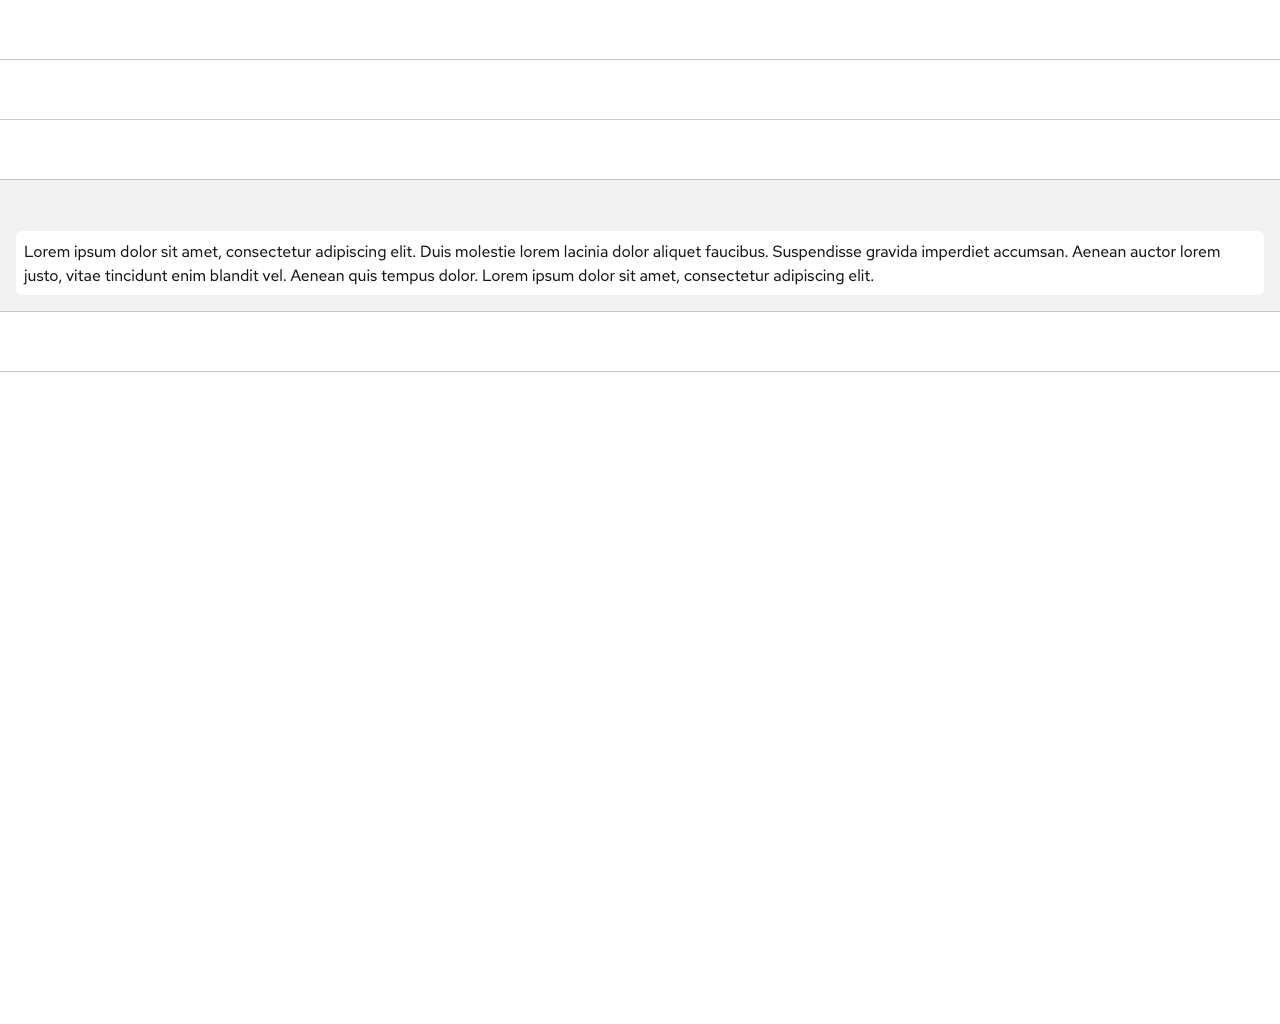 Lorem ipsum dolor sit amet, consectetur adipiscing elit. Duis molestie lorem lacinia dolor aliquet faucibus. Suspendisse gravida imperdiet accumsan. Aenean auctor lorem
justo, vitae tincidunt enim blandit vel. Aenean quis tempus dolor. Lorem ipsum dolor sit amet, consectetur adipiscing elit.